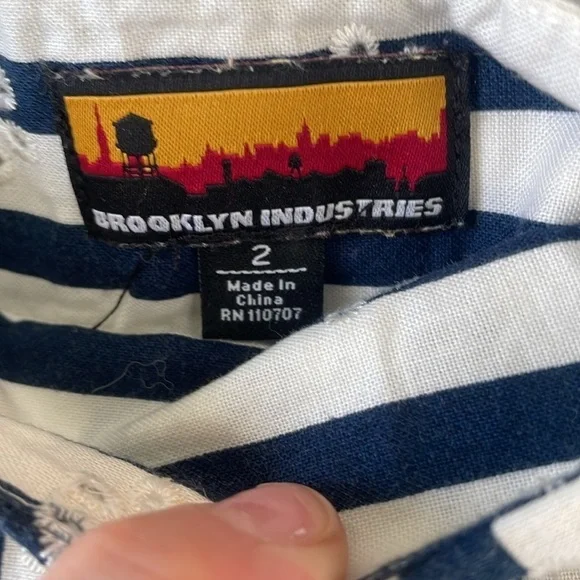 BROOKLYN INDUSTRIES
2
Made In
China
RN 110707